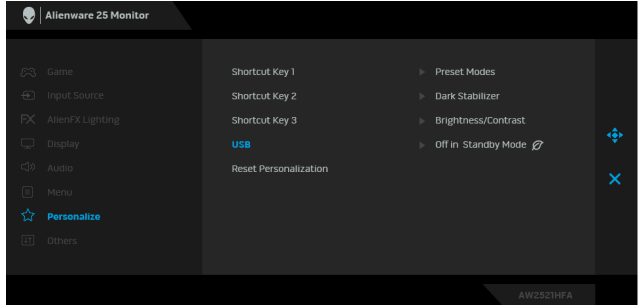 Alienware 25 Monitor
Game
Input Source
FX AlienFX Lighting
Display
Audio
Menu
Personalize
Others
Shortcut Key 1 Preset Modes
Shortcut Key 2 Dark Stabilizer
Shortcut Key 3 Brightness/Contrast
USB Off in Standby Mode
Reset Personalization
AW2521HFA